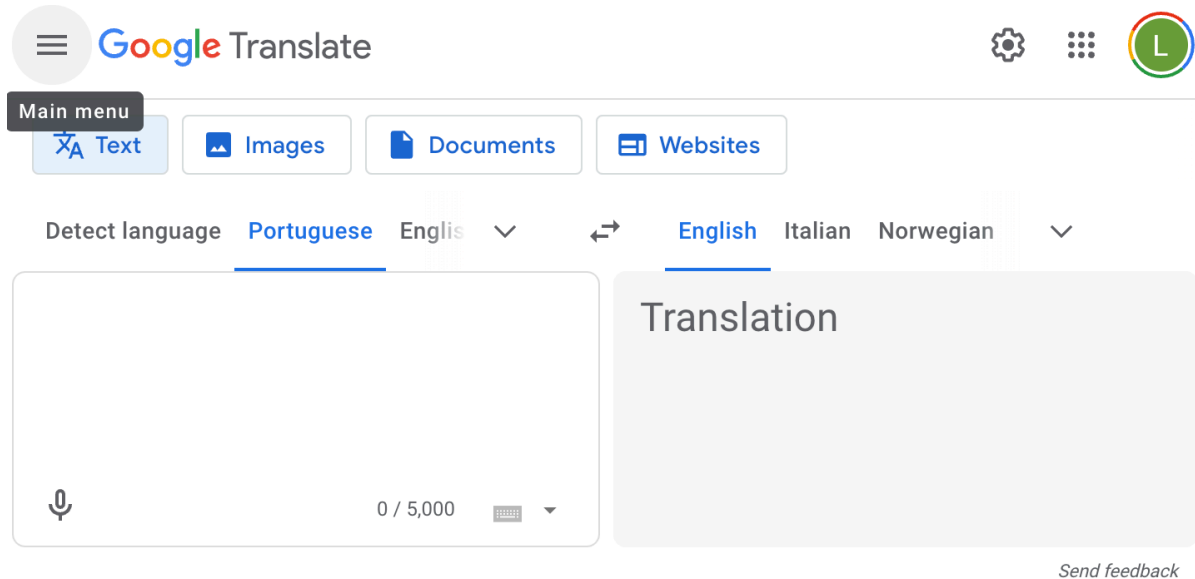 Google Translate
L
Main menu
Text Images Documents Websites
Detect language Portuguese Englis English Italian Norwegian
Translation
0 / 5,000
Send feedback